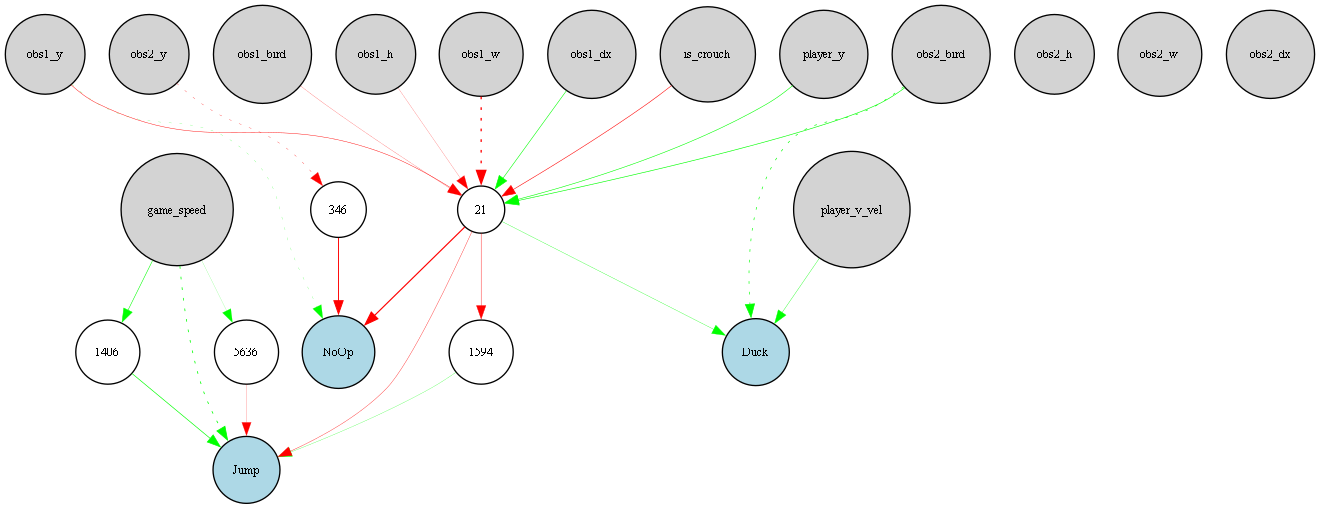 obs1_y
obs2_y
obs1_bird
obs1_h
obs1_w
obs1_dx
is_crouch
player_y
obs2_bird
obs2_h
obs2_w
obs2_dx
game_speed
346
21
player_v_vel
1406
5636
NoOp
1594
Duck
Jump